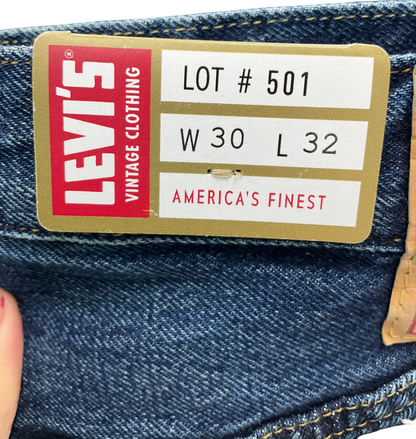 LEVI'S®
VINTAGE CLOTHING
LOT # 501
W 30 L 32
AMERICA'S FINEST